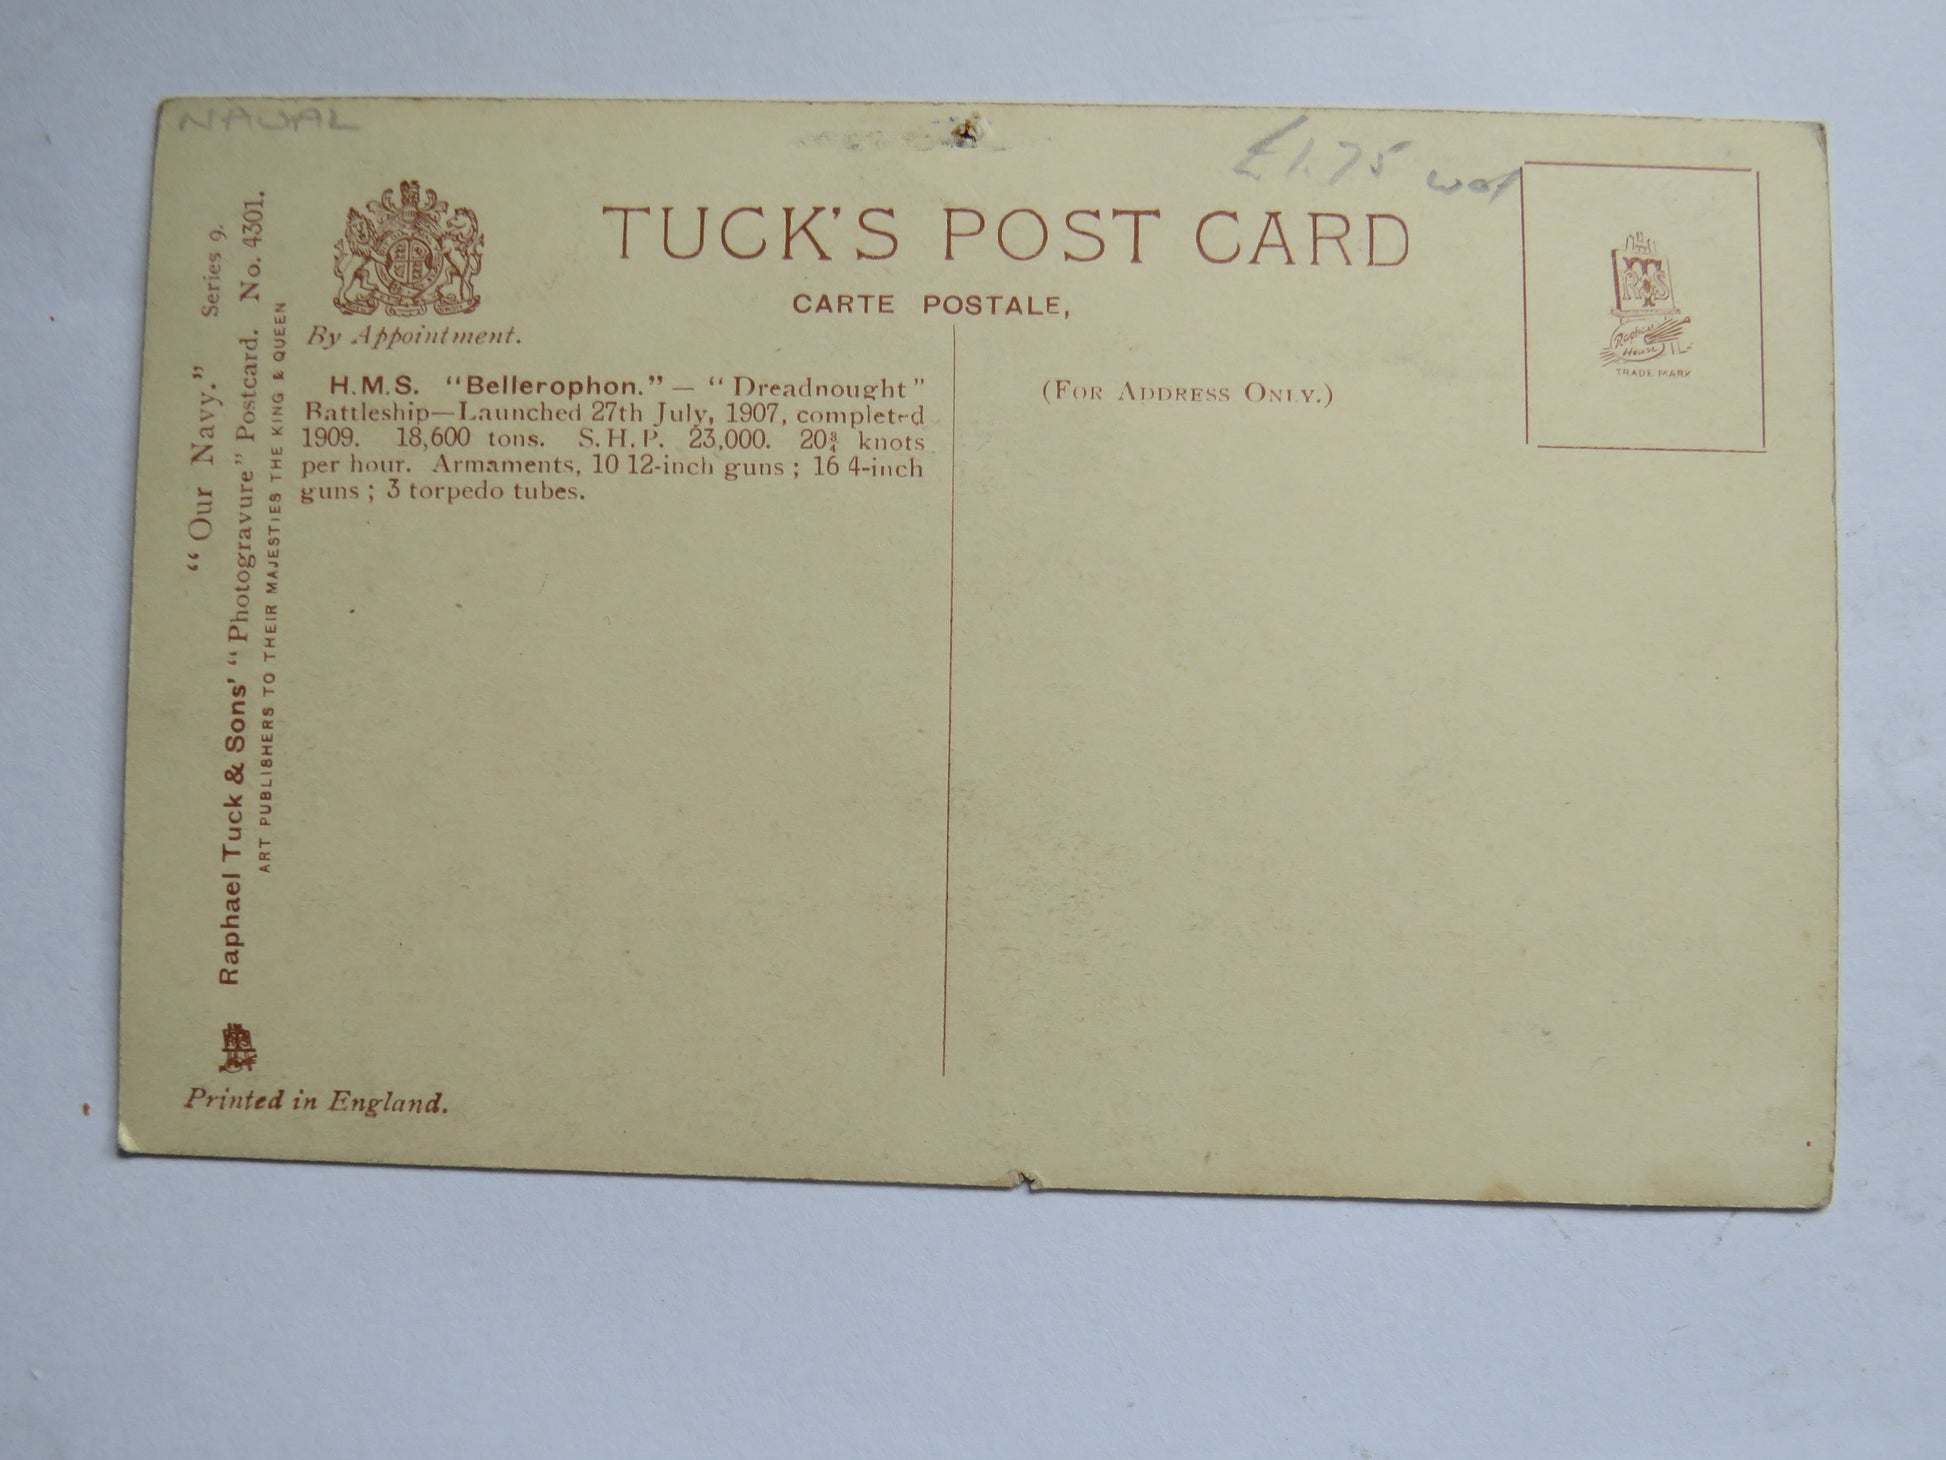 NAVAL
£1.75
TUCK'S POST CARD
CARTE POSTALE,
By Appointment.
(FOR ADDRESS ONLY.)
H.M.S. "Bellerophon." — "Dreadnought"
Battleship—Launched 27th July, 1907, completed
1909. 18,600 tons. S.H.P. 23,000. 20¾ knots
per hour. Armaments, 10 12-inch guns; 16 4-inch
guns; 3 torpedo tubes.
"Our Navy." Series 9.
Raphael Tuck & Sons' "Photogravure" Postcard. No. 4301.
ART PUBLISHERS TO THEIR MAJESTIES THE KING & QUEEN
Printed in England.
RTS
Raphael
House
TRADE MARK